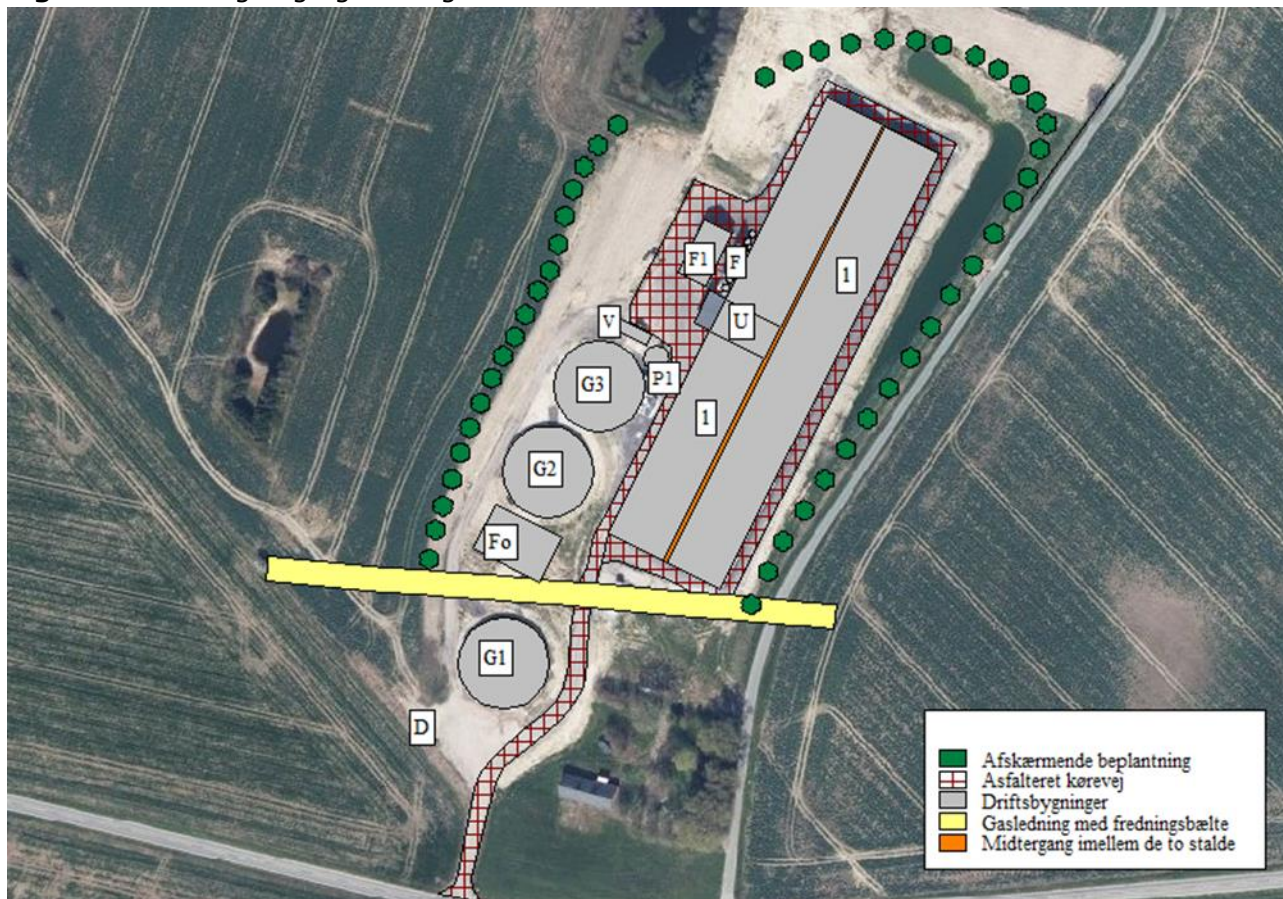 1
F1
F
V
U
G3
P1
1
G2
Fo
G1
D
Afskærmende beplantning
Asfalteret kørevej
Driftsbygninger
Gasledning med fredningsbælte
Midtergang imellem de to stalde